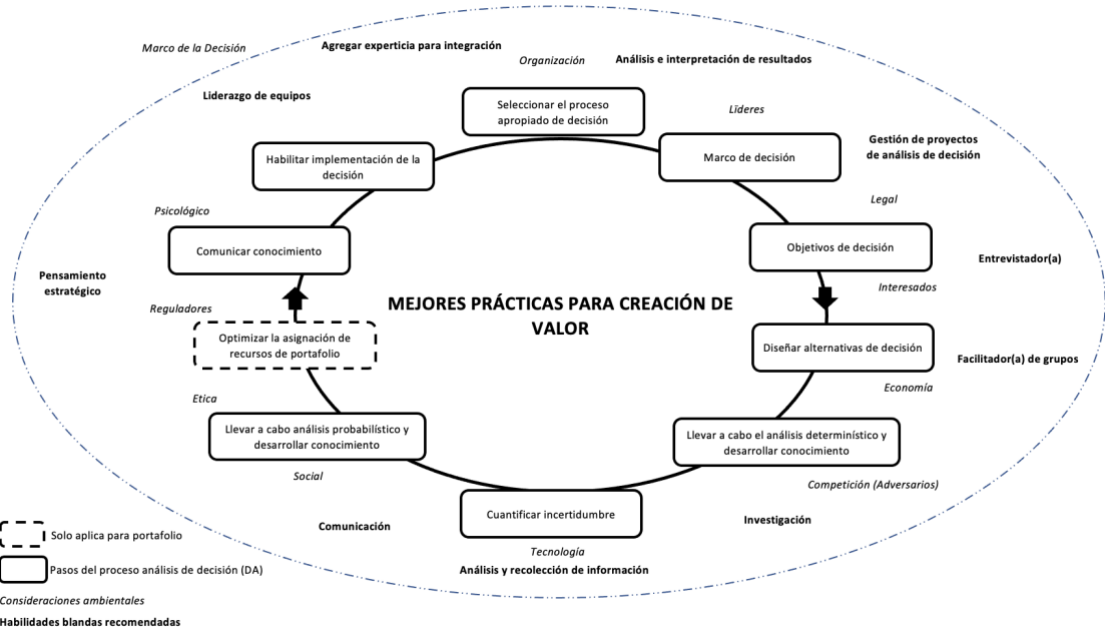 Marco de la Decisión
Agregar experticia para integración
Organización
Análisis e interpretación de resultados
Liderazgo de equipos
Seleccionar el proceso
apropiado de decisión
Líderes
Gestión de proyectos
de análisis de decisión
Habilitar implementación de la
decisión
Marco de decisión
Legal
Psicológico
Comunicar conocimiento
Objetivos de decisión
Entrevistador(a)
Pensamiento
estratégico
Interesados
Reguladores
MEJORES PRÁCTICAS PARA CREACIÓN DE
VALOR
Optimizar la asignación de
recursos de portafolio
Diseñar alternativas de decisión
Facilitador(a) de grupos
Economía
Etica
Llevar a cabo análisis probabilístico y
desarrollar conocimiento
Llevar a cabo el análisis determinístico y
desarrollar conocimiento
Social
Competición (Adversarios)
Cuantificar incertidumbre
Comunicación
Investigación
Tecnología
Análisis y recolección de información
Solo aplica para portafolio
Pasos del proceso análisis de decisión (DA)
Consideraciones ambientales
Habilidades blandas recomendadas